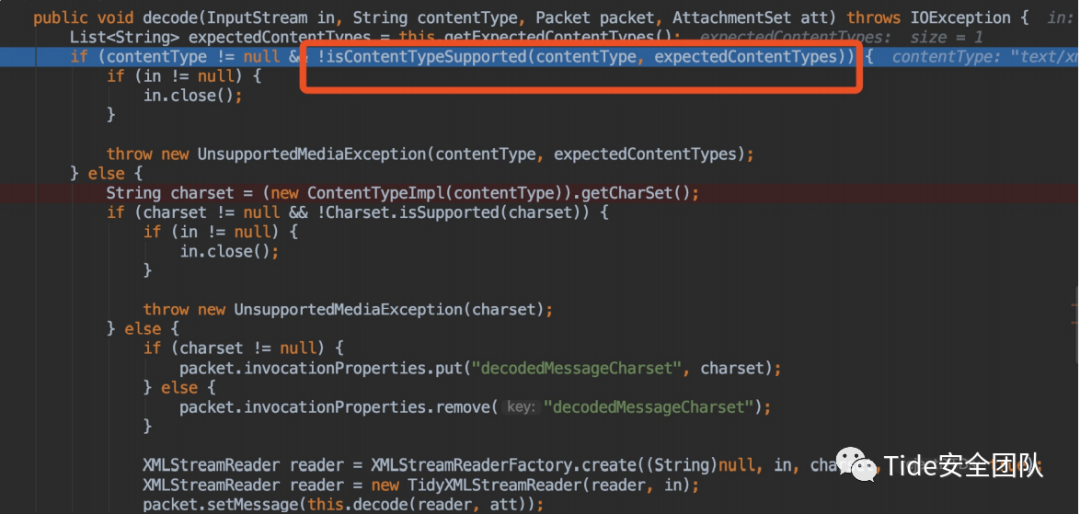 public void decode(InputStream in, String contentType, Packet packet, AttachmentSet att) throws IOException {  in:
List<String> expectedContentTypes = this.getExpectedContentTypes();  expectedContentTypes:  size = 1
if (contentType != null && !isContentTypeSupported(contentType, expectedContentTypes)) {  contentType: "text/xm
if (in != null) {
in.close();
}
throw new UnsupportedMediaException(contentType, expectedContentTypes);
} else {
String charset = (new ContentTypeImpl(contentType)).getCharSet();
if (charset != null && !Charset.isSupported(charset)) {
if (in != null) {
in.close();
}
throw new UnsupportedMediaException(charset);
} else {
if (charset != null) {
packet.invocationProperties.put("decodedMessageCharset", charset);
} else {
packet.invocationProperties.remove( key: "decodedMessageCharset");
}
XMLStreamReader reader = XMLStreamReaderFactory.create((String)null, in, cha
XMLStreamReader reader = new TidyXMLStreamReader(reader, in);
packet.setMessage(this.decode(reader, att));
Tide安全团队